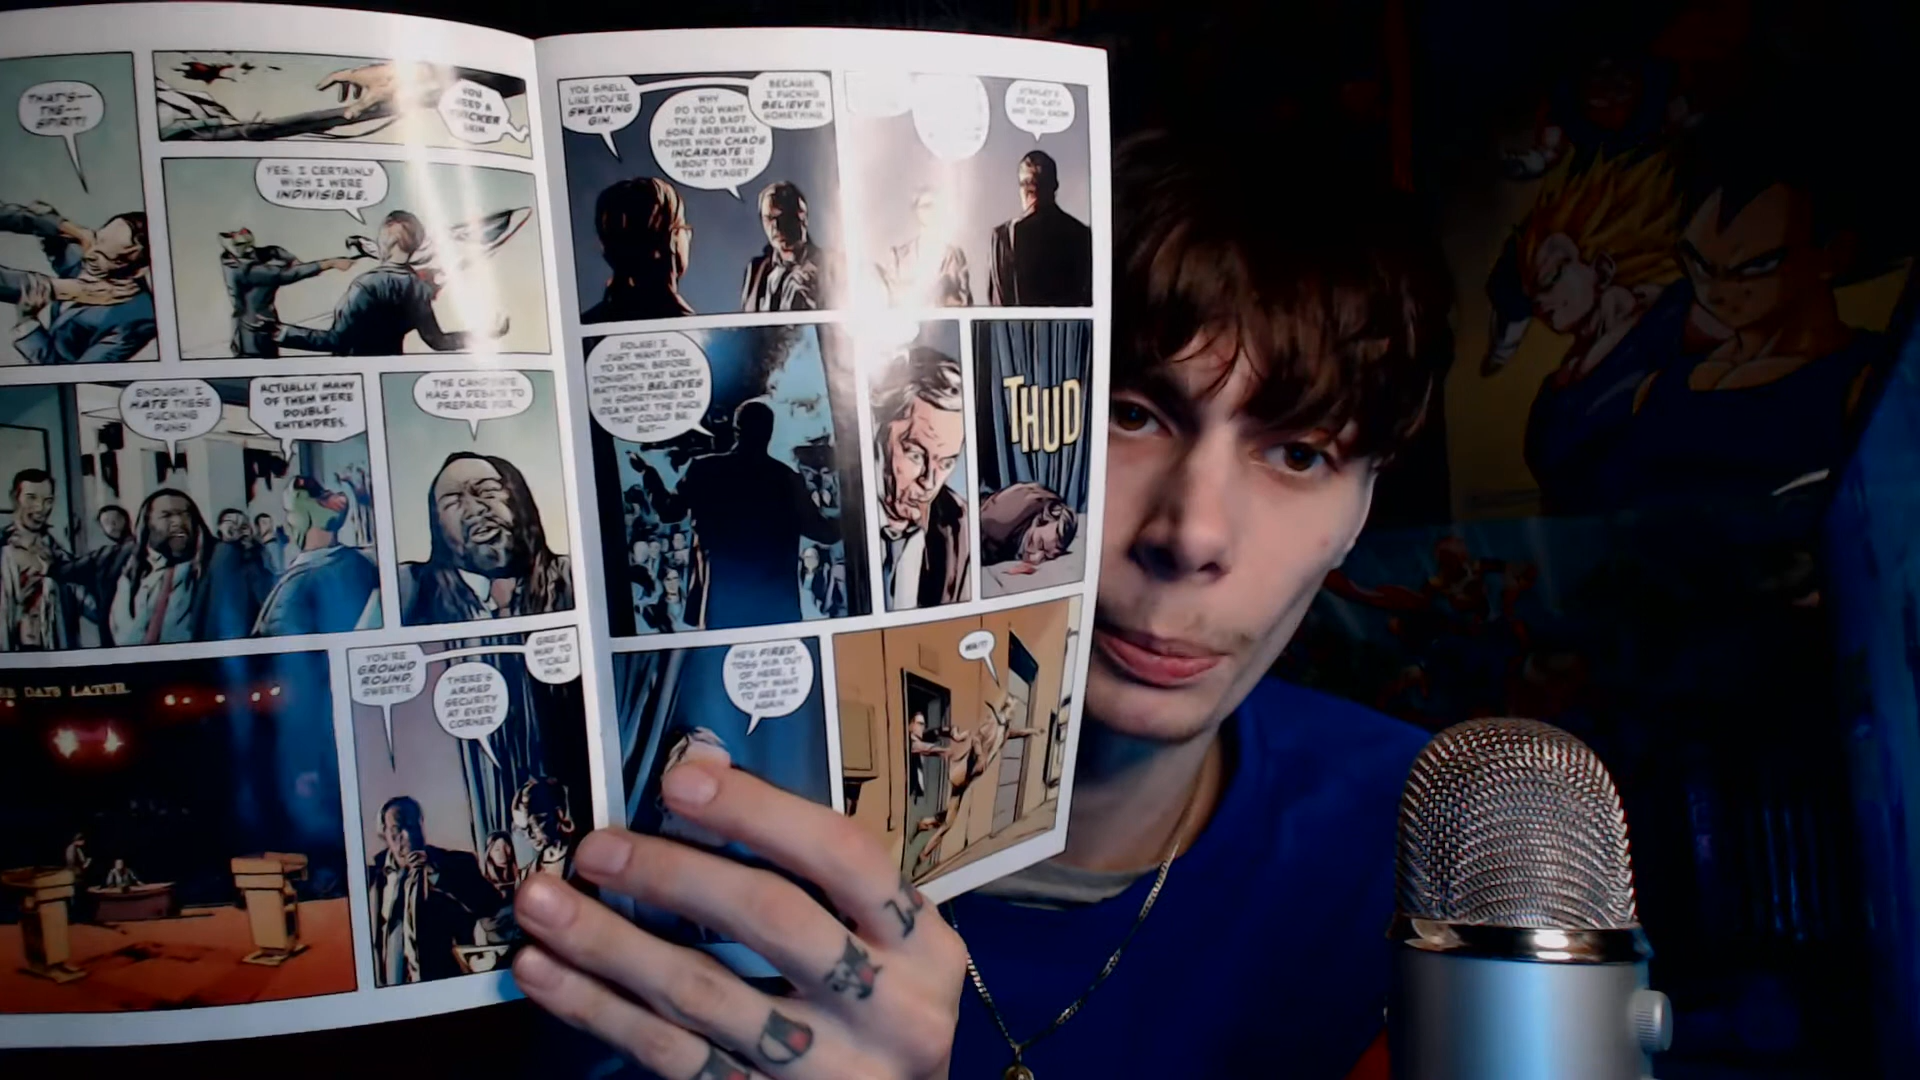 THAT'S--
THE--
SPIRIT!
YOU
NEED A
THICKER
SKIN.
YES, I CERTAINLY
WISH I WERE
INDIVISIBLE.
ENOUGH! I
HATE THESE
FUCKING
PUNS!
ACTUALLY, MANY
OF THEM WERE
DOUBLE-
ENTENDRES.
THE CANDIDATE
HAS A DEBATE TO
PREPARE FOR.
DAYS LATER.
YOU'RE
GROUND
ROUND,
SWEETIE.
THERE'S
ARMED
SECURITY
AT EVERY
CORNER.
GREAT
WAY TO
TICKLE
HIM.
YOU SMELL
LIKE YOU'RE
SWEATING
GIN.
WHY
DO YOU WANT
THIS SO BAD?
SOME ARBITRARY
POWER WHEN CHAOS
INCARNATE IS
ABOUT TO TAKE
THAT STAGE?
BECAUSE
I FUCKING
BELIEVE IN
SOMETHING.
STANLEY'S
DEAD, KATH.
AND YOU KNOW
WHAT,
FOLKS! I
JUST WANT YOU
TO KNOW, BEFORE
TONIGHT, THAT KATHY
MATTHEWS BELIEVES
IN SOMETHING! NO
IDEA WHAT THE FUCK
THAT COULD BE,
BUT--
THUD
HE'S FIRED.
TOSS HIM OUT
OF HERE. I
DON'T WANT
TO SEE HIM
AGAIN.
WAIT!